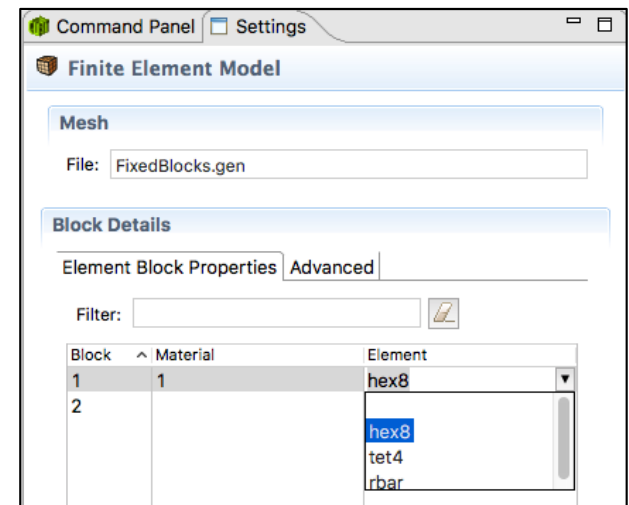 Command Panel Settings
Finite Element Model
Mesh
File: FixedBlocks.gen
Block Details
Element Block Properties Advanced
Filter:
Block Material Element
1 1 hex8
2
hex8
tet4
rbar